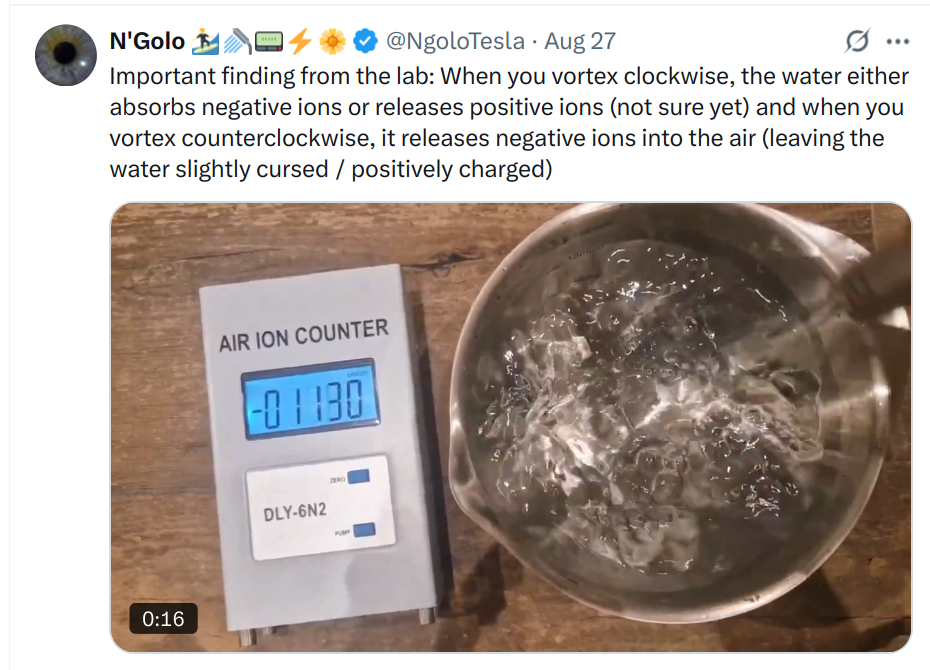 N'Golo 🏄‍♂️🚿📟⚡🌼 @NgoloTesla · Aug 27
Important finding from the lab: When you vortex clockwise, the water either
absorbs negative ions or releases positive ions (not sure yet) and when you
vortex counterclockwise, it releases negative ions into the air (leaving the
water slightly cursed / positively charged)
AIR ION COUNTER
-01130
ZERO
DLY-6N2
PUMP
0:16